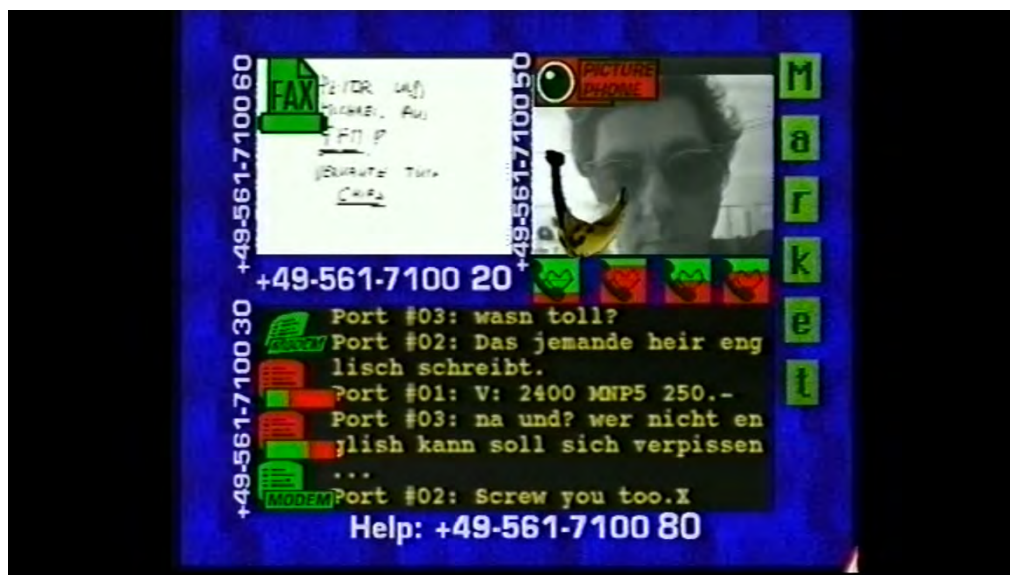 +49-561-7100 60
FAX
+49-561-7100 50
PICTURE
PHONE
Market
+49-561-7100 20
+49-561-7100 30
MODEM
Port #03: wasn toll?
Port #02: Das jemande heir eng
lisch schreibt.
Port #01: V: 2400 MNP5 250.-
Port #03: na und? wer nicht en
glish kann soll sich verpissen
...
MODEM
Port #02: Screw you too.X
Help: +49-561-7100 80